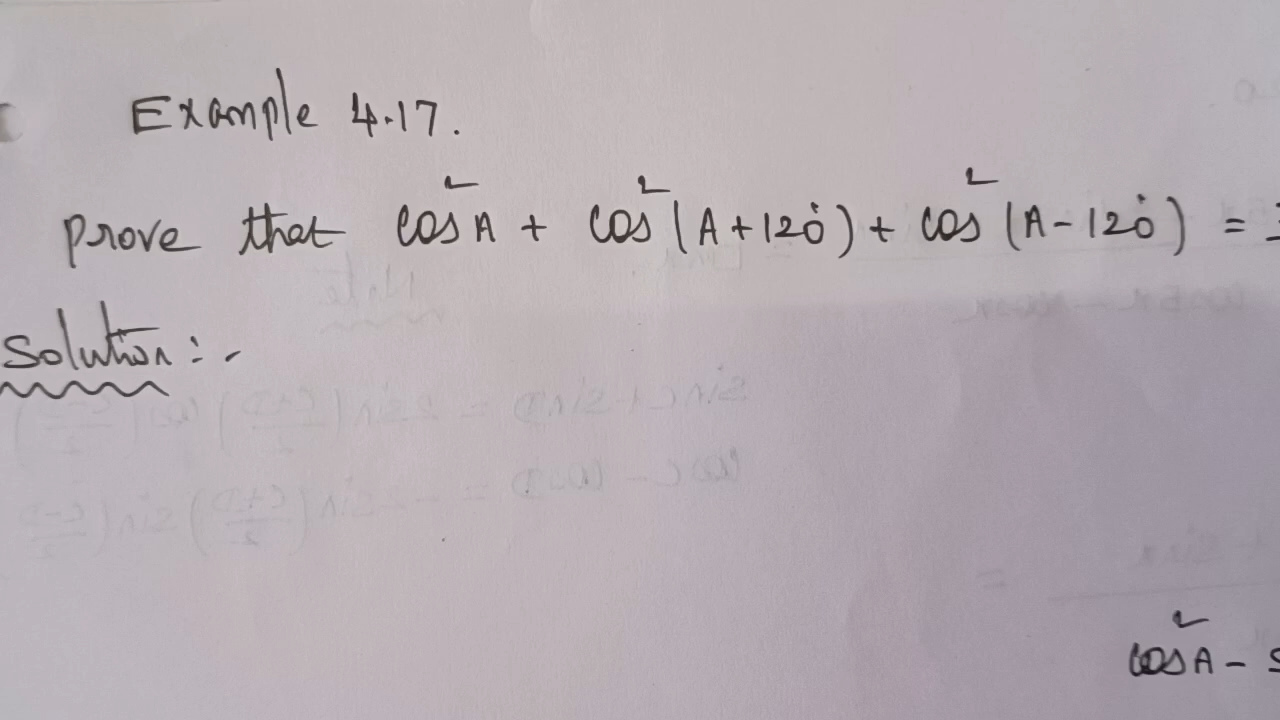 Example 4.17.
Prove that cos²A + cos²(A+120°) + cos²(A-120°) =
Solution:-
cos²A -